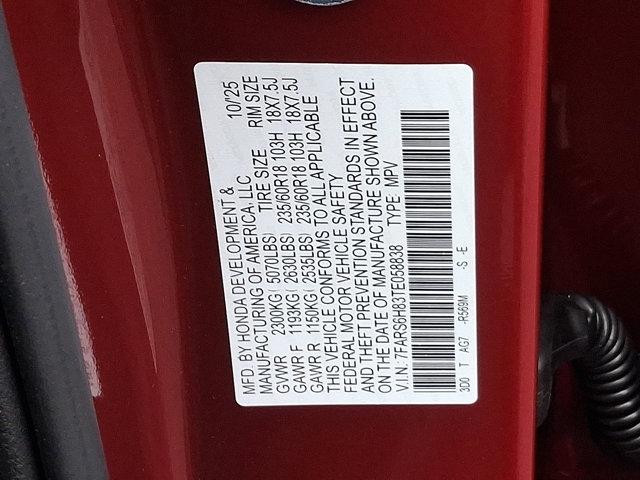 MFD. BY HONDA DEVELOPMENT &
MANUFACTURING OF AMERICA, LLC 10/'25
TIRE SIZE RIM SIZE
GVWR 2300KG( 5070LBS)
GAWR F 1193KG( 2630LBS) 235/60R18 103H 18X7.5J
GAWR R 1150KG( 2535LBS) 235/60R18 103H 18X7.5J
THIS VEHICLE CONFORMS TO ALL APPLICABLE
FEDERAL MOTOR VEHICLE SAFETY
AND THEFT PREVENTION STANDARDS IN EFFECT
ON THE DATE OF MANUFACTURE SHOWN ABOVE.
V.I.N.: 7FARS6H83TE058838 TYPE: MPV
3D0 T AG7 -R569M -S -E